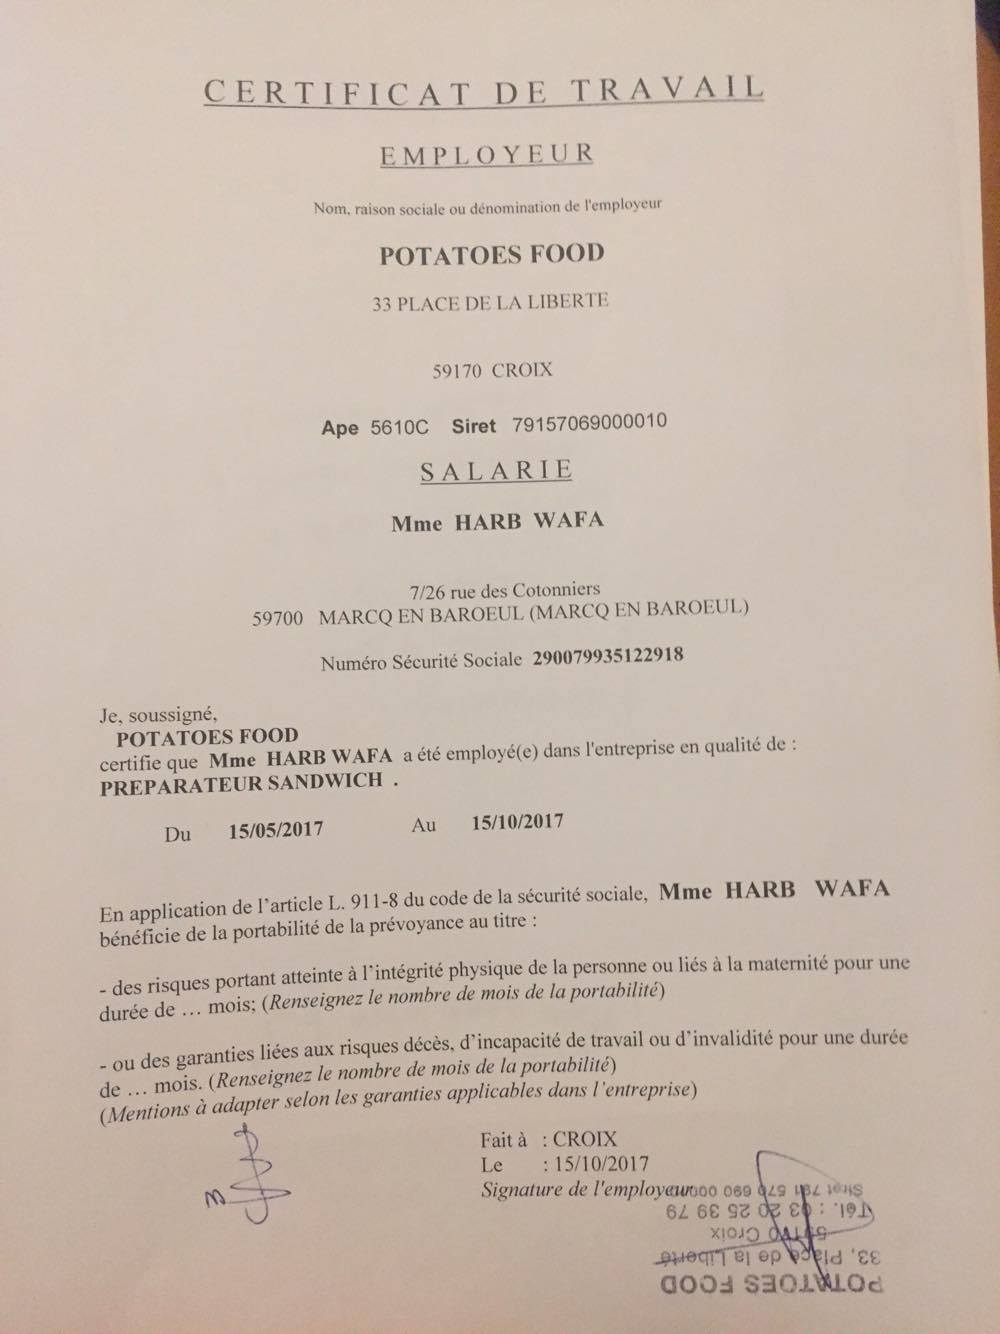 CERTIFICAT DE TRAVAIL
EMPLOYEUR
Nom, raison sociale ou dénomination de l'employeur
POTATOES FOOD
33 PLACE DE LA LIBERTE
59170 CROIX
Ape 5610C Siret 79157069000010
SALARIE
Mme HARB WAFA
7/26 rue des Cotonniers
59700 MARCQ EN BAROEUL (MARCQ EN BAROEUL)
Numéro Sécurité Sociale 290079935122918
Je, soussigné,
POTATOES FOOD
certifie que Mme HARB WAFA a été employé(e) dans l'entreprise en qualité de :
PREPARATEUR SANDWICH .
Du 15/05/2017 Au 15/10/2017
En application de l'article L. 911-8 du code de la sécurité sociale, Mme HARB WAFA
bénéficie de la portabilité de la prévoyance au titre :
- des risques portant atteinte à l'intégrité physique de la personne ou liés à la maternité pour une
durée de … mois; (Renseignez le nombre de mois de la portabilité)
- ou des garanties liées aux risques décès, d'incapacité de travail ou d'invalidité pour une durée
de … mois. (Renseignez le nombre de mois de la portabilité)
(Mentions à adapter selon les garanties applicables dans l'entreprise)
Fait à : CROIX
Le : 15/10/2017
Signature de l'employeur
POTATOES FOOD
33, Place de la Liberté
59170 Croix
Tél. : 03 20 25 39 79
Siret 791 570 690